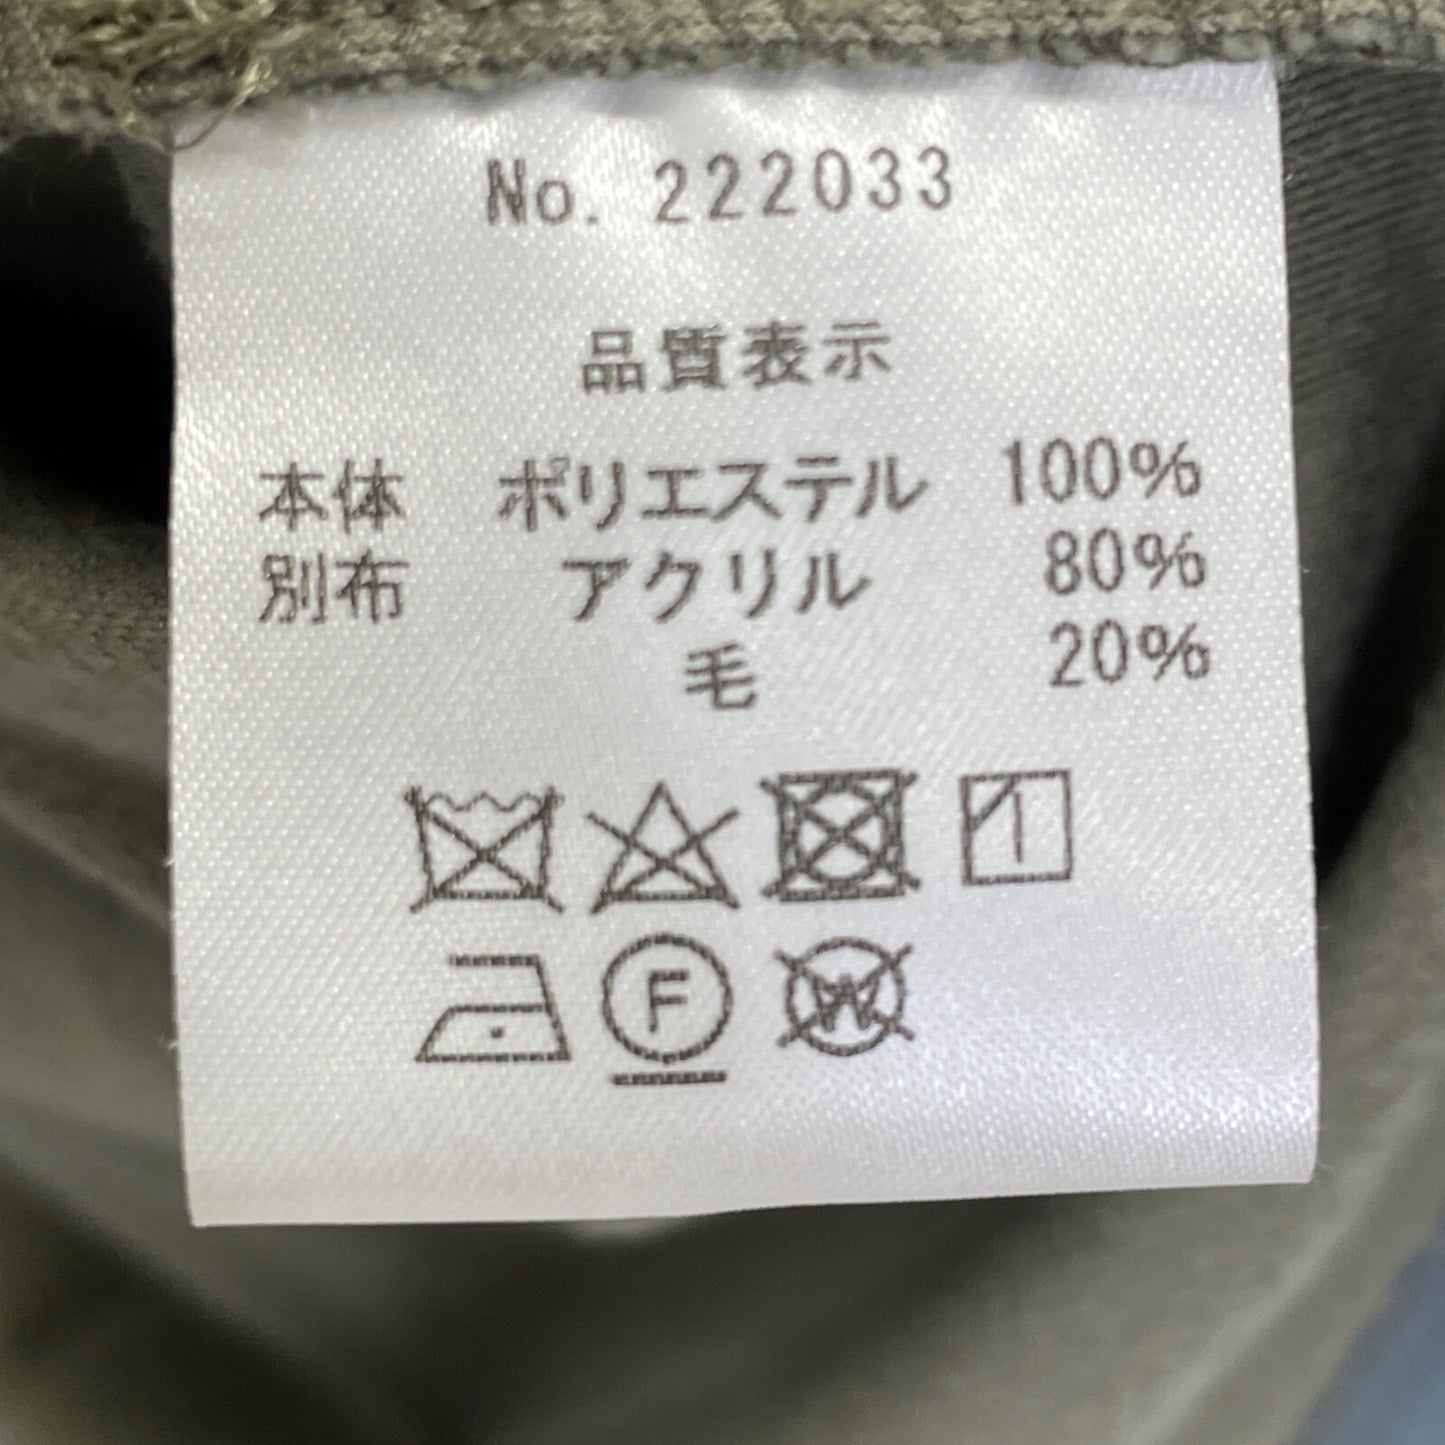 No. 222033
品質表示
本体 ポリエステル 100%
別布 アクリル 80%
毛 20%
F
W